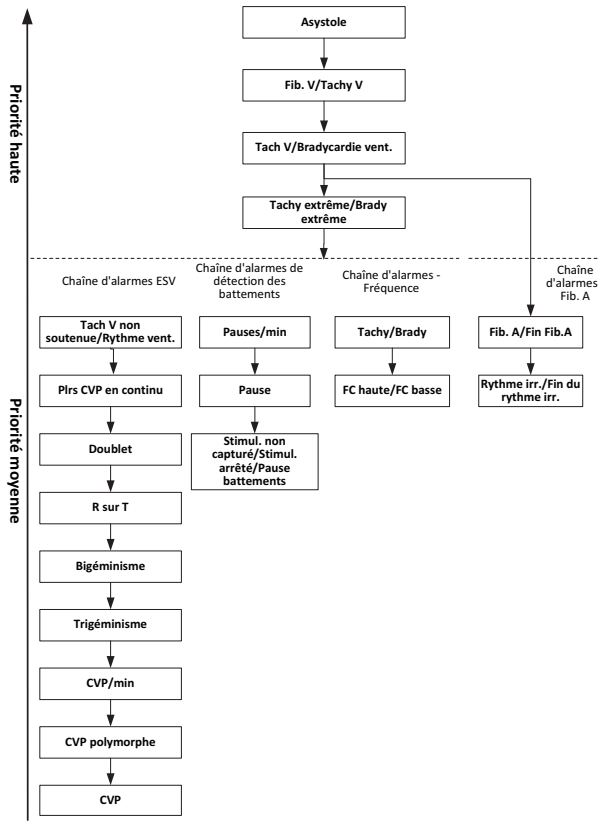 Asystole
Fib. V/Tachy V
Tach V/Bradycardie vent.
Tachy extrême/Brady
extrême
Priorité haute
Chaîne d'alarmes ESV
Chaîne d'alarmes de
détection des
battements
Chaîne d'alarmes -
Fréquence
Chaîne
d'alarmes
Fib. A
Tach V non
soutenue/Rythme vent.
Pauses/min
Tachy/Brady
Fib. A/Fin Fib.A
Plrs CVP en continu
Pause
FC haute/FC basse
Rythme irr./Fin du
rythme irr.
Priorité moyenne
Doublet
Stimul. non
capturé/Stimul.
arrêté/Pause
battements
R sur T
Bigéminisme
Trigéminisme
CVP/min
CVP polymorphe
CVP